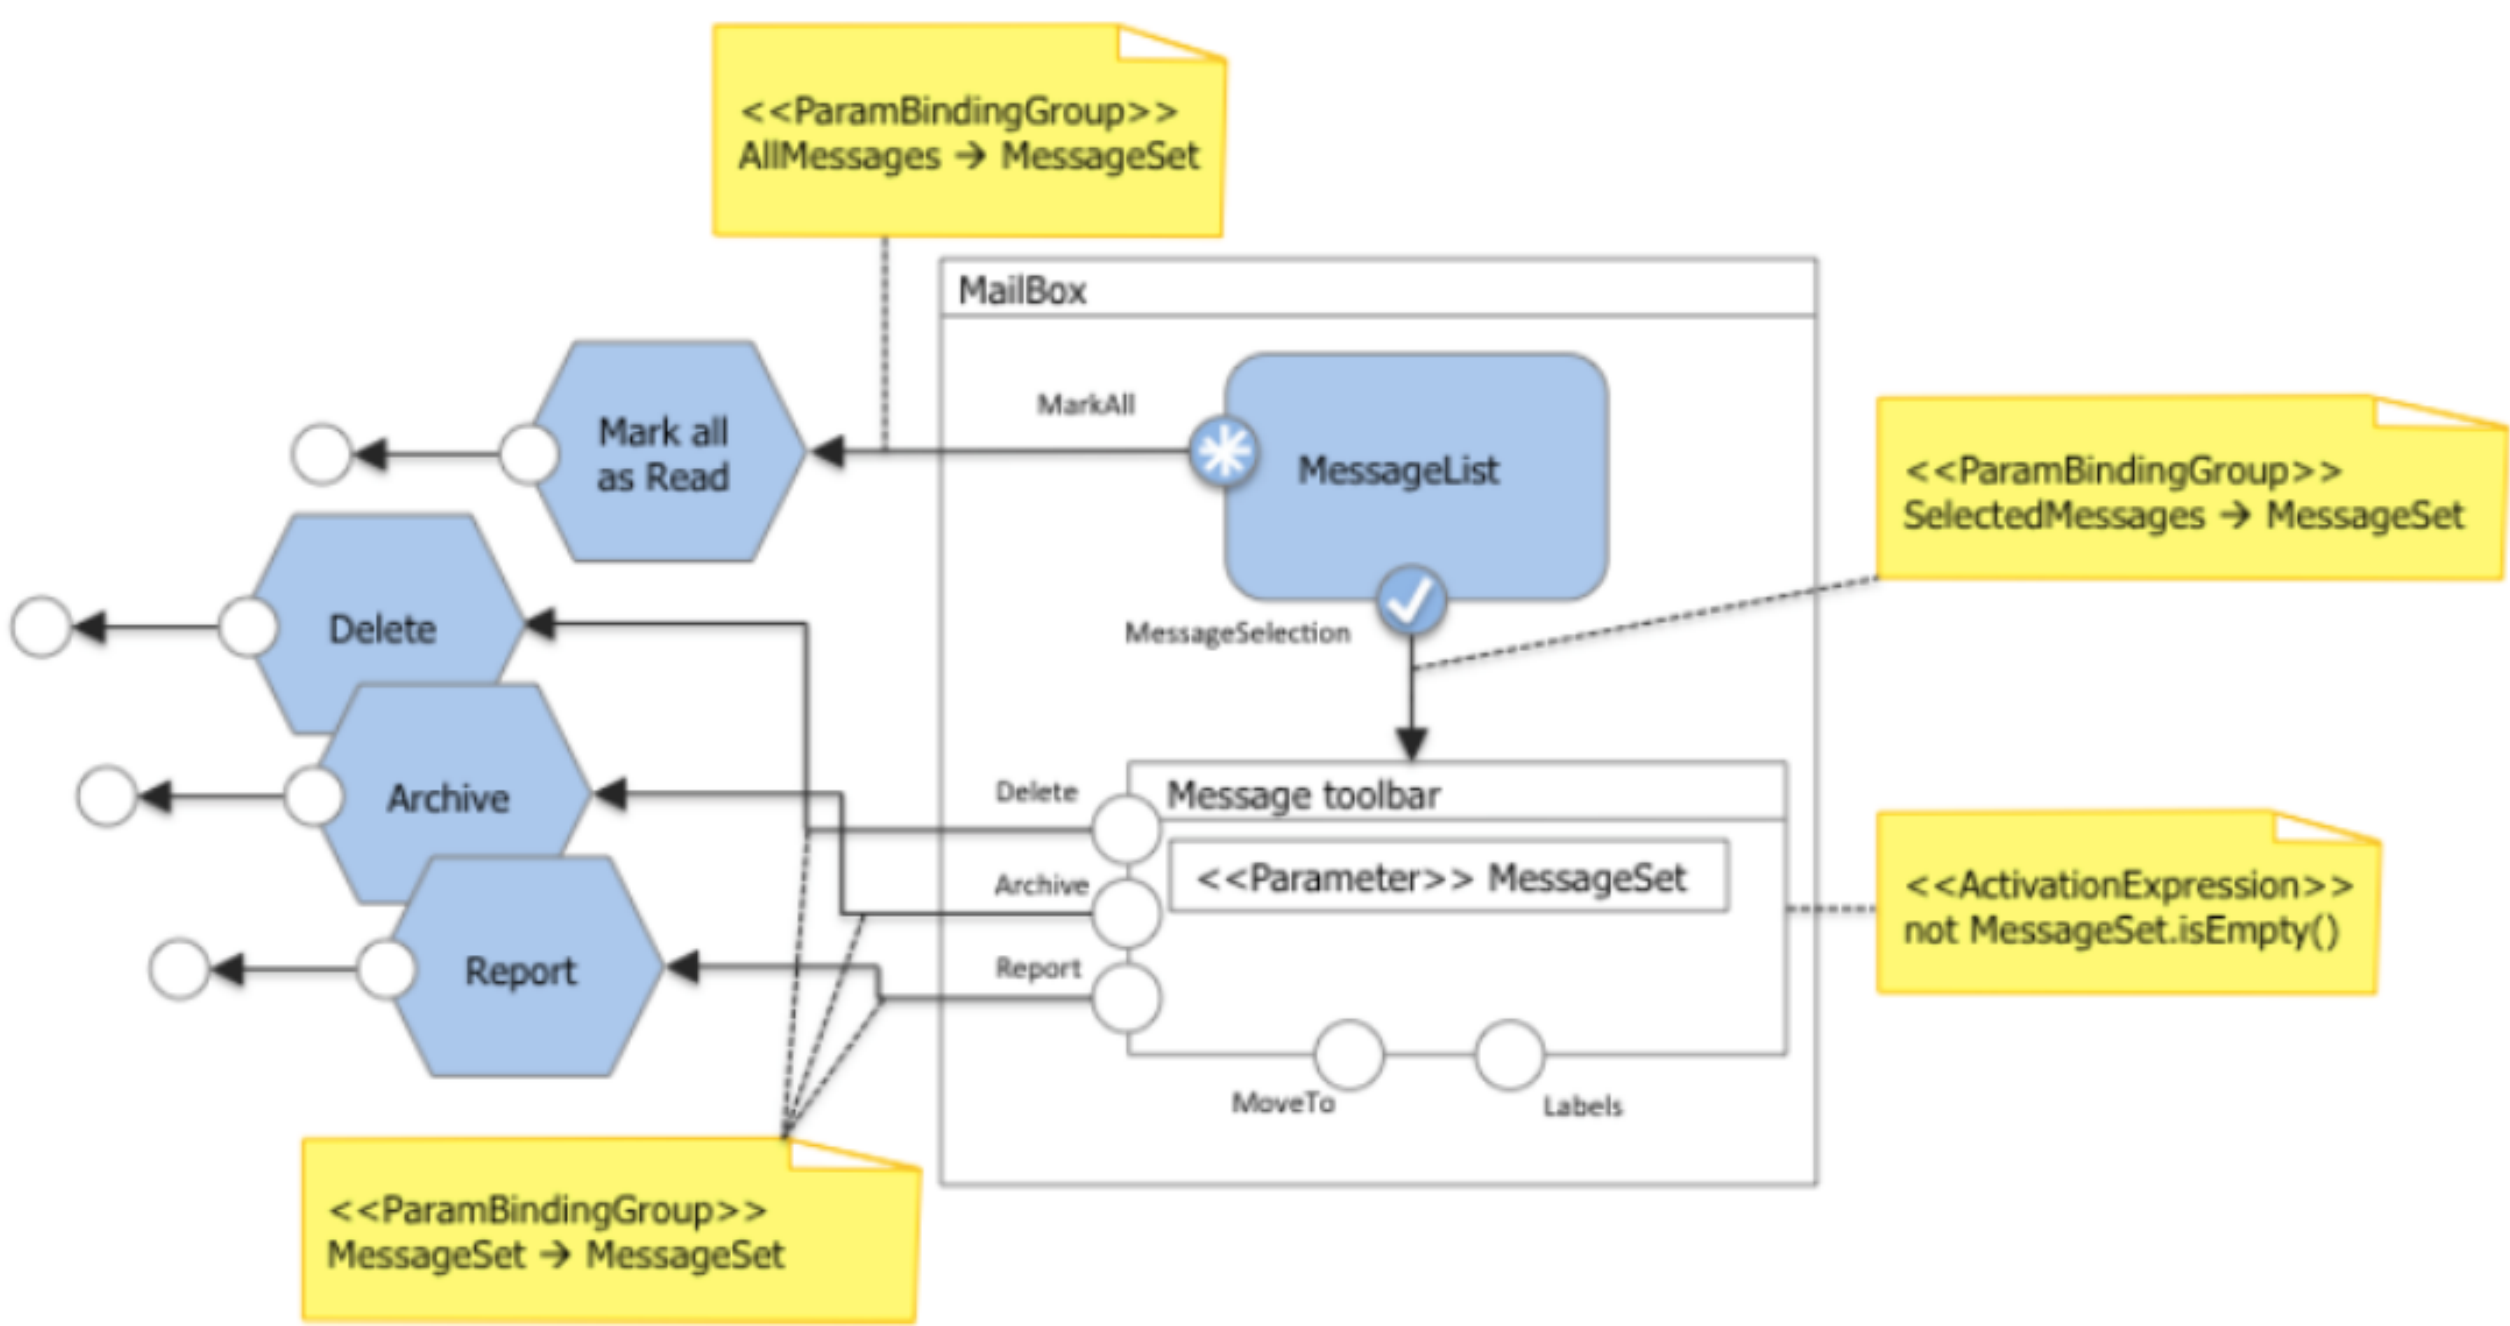 <<ParamBindingGroup>>
AllMessages → MessageSet
MailBox
MarkAll
Mark all
as Read
MessageList
<<ParamBindingGroup>>
SelectedMessages → MessageSet
Delete
MessageSelection
Delete
Message toolbar
Archive
Archive
<<Parameter>> MessageSet
<<ActivationExpression>>
not MessageSet.isEmpty()
Report
Report
MoveTo
Labels
<<ParamBindingGroup>>
MessageSet → MessageSet